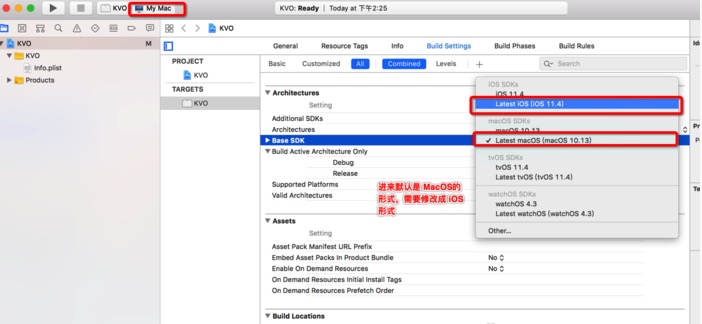 KVO
My Mac
KVO: Ready | Today at 下午2:25
KVO
M
KVO
Info.plist
Products
KVO
General
Resource Tags
Info
Build Settings
Build Phases
Build Rules
PROJECT
KVO
TARGETS
KVO
Basic
Customized
All
Combined
Levels
+
Search
Architectures
Setting
Additional SDKs
Architectures
Base SDK
Build Active Architecture Only
Debug
Release
Supported Platforms
Valid Architectures
iOS SDKs
iOS 11.4
Latest iOS (iOS 11.4)
macOS SDKs
macOS 10.13
Latest macOS (macOS 10.13)
tvOS SDKs
tvOS 11.4
Latest tvOS (tvOS 11.4)
watchOS SDKs
watchOS 4.3
Latest watchOS (watchOS 4.3)
Other...
进来默认是 MacOS的
形式，需要修改成 iOS
形式
Assets
Setting
Asset Pack Manifest URL Prefix
Embed Asset Packs In Product Bundle
No
Enable On Demand Resources
No
On Demand Resources Initial Install Tags
On Demand Resources Prefetch Order
Build Locations